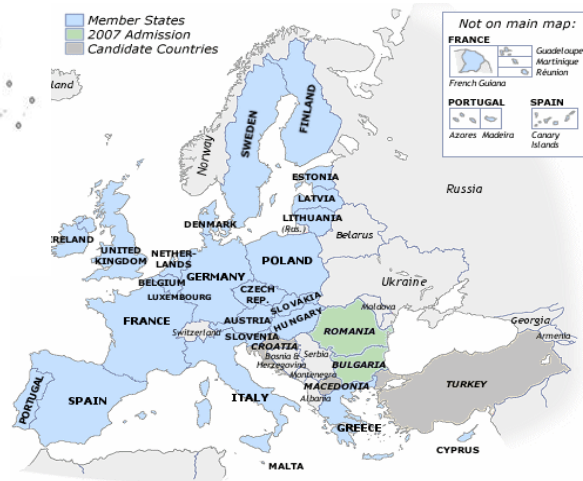 Member States
2007 Admission
Candidate Countries
Not on main map:
FRANCE
Guadeloupe
Martinique
Réunion
French Guiana
PORTUGAL
SPAIN
Azores
Madeira
Canary
Islands
land
Norway
SWEDEN
FINLAND
Russia
ESTONIA
LATVIA
LITHUANIA
(Rus.)
DENMARK
Belarus
IRELAND
UNITED
KINGDOM
NETHER-
LANDS
POLAND
BELGIUM
GERMANY
Ukraine
LUXEMBOURG
CZECH
REP.
SLOVAKIA
Moldova
FRANCE
Switzerland
AUSTRIA
HUNGARY
SLOVENIA
ROMANIA
Georgia
Armenia
CROATIA
Bosnia &
Herzegovina
Serbia
Montenegro
BULGARIA
MACEDONIA
Albania
TURKEY
PORTUGAL
SPAIN
ITALY
GREECE
CYPRUS
MALTA